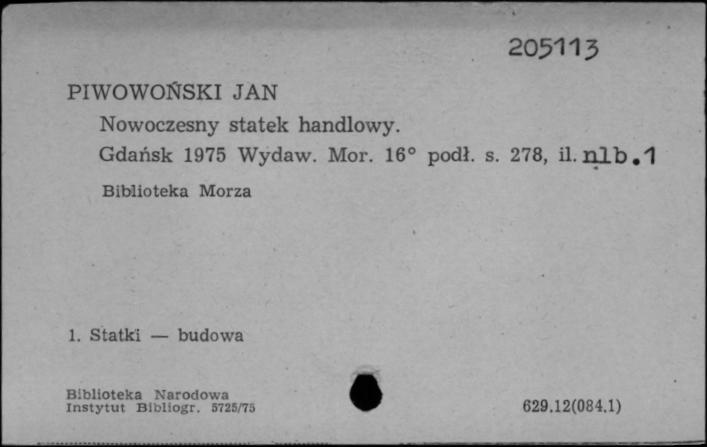 205113
PIWOWOŃSKI JAN
Nowoczesny statek handlowy.
Gdańsk 1975 Wydaw. Mor. 16° podł. s. 278, il. nlb.1
Biblioteka Morza
1. Statki — budowa
Biblioteka Narodowa
Instytut Bibliogr. 5725/75
629.12(084.1)